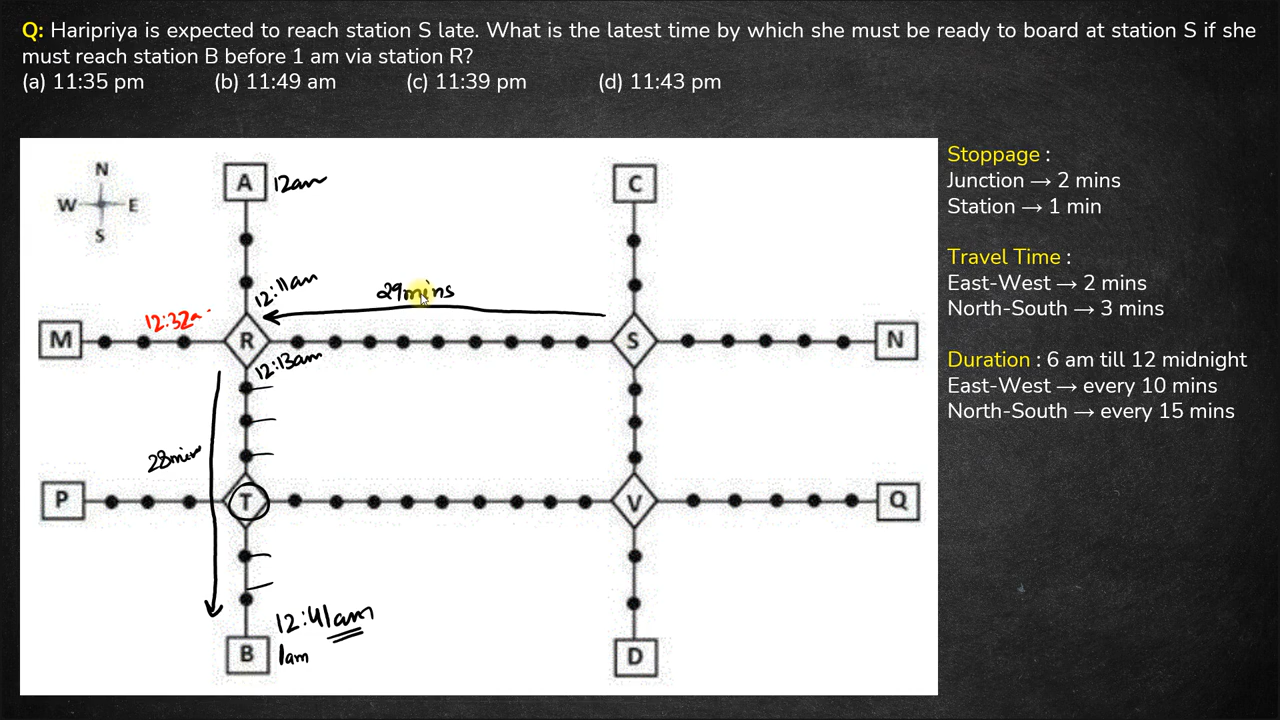 Q: Haripriya is expected to reach station S late. What is the latest time by which she must be ready to board at station S if she
must reach station B before 1 am via station R?
(a) 11:35 pm (b) 11:49 am (c) 11:39 pm (d) 11:43 pm
N
W E
S
A 12am
C
12:11am
29mins
12:32a
M R S N
12:13am
28min
P T V Q
12:41am
B 1am
D
Stoppage :
Junction → 2 mins
Station → 1 min
Travel Time :
East-West → 2 mins
North-South → 3 mins
Duration : 6 am till 12 midnight
East-West → every 10 mins
North-South → every 15 mins